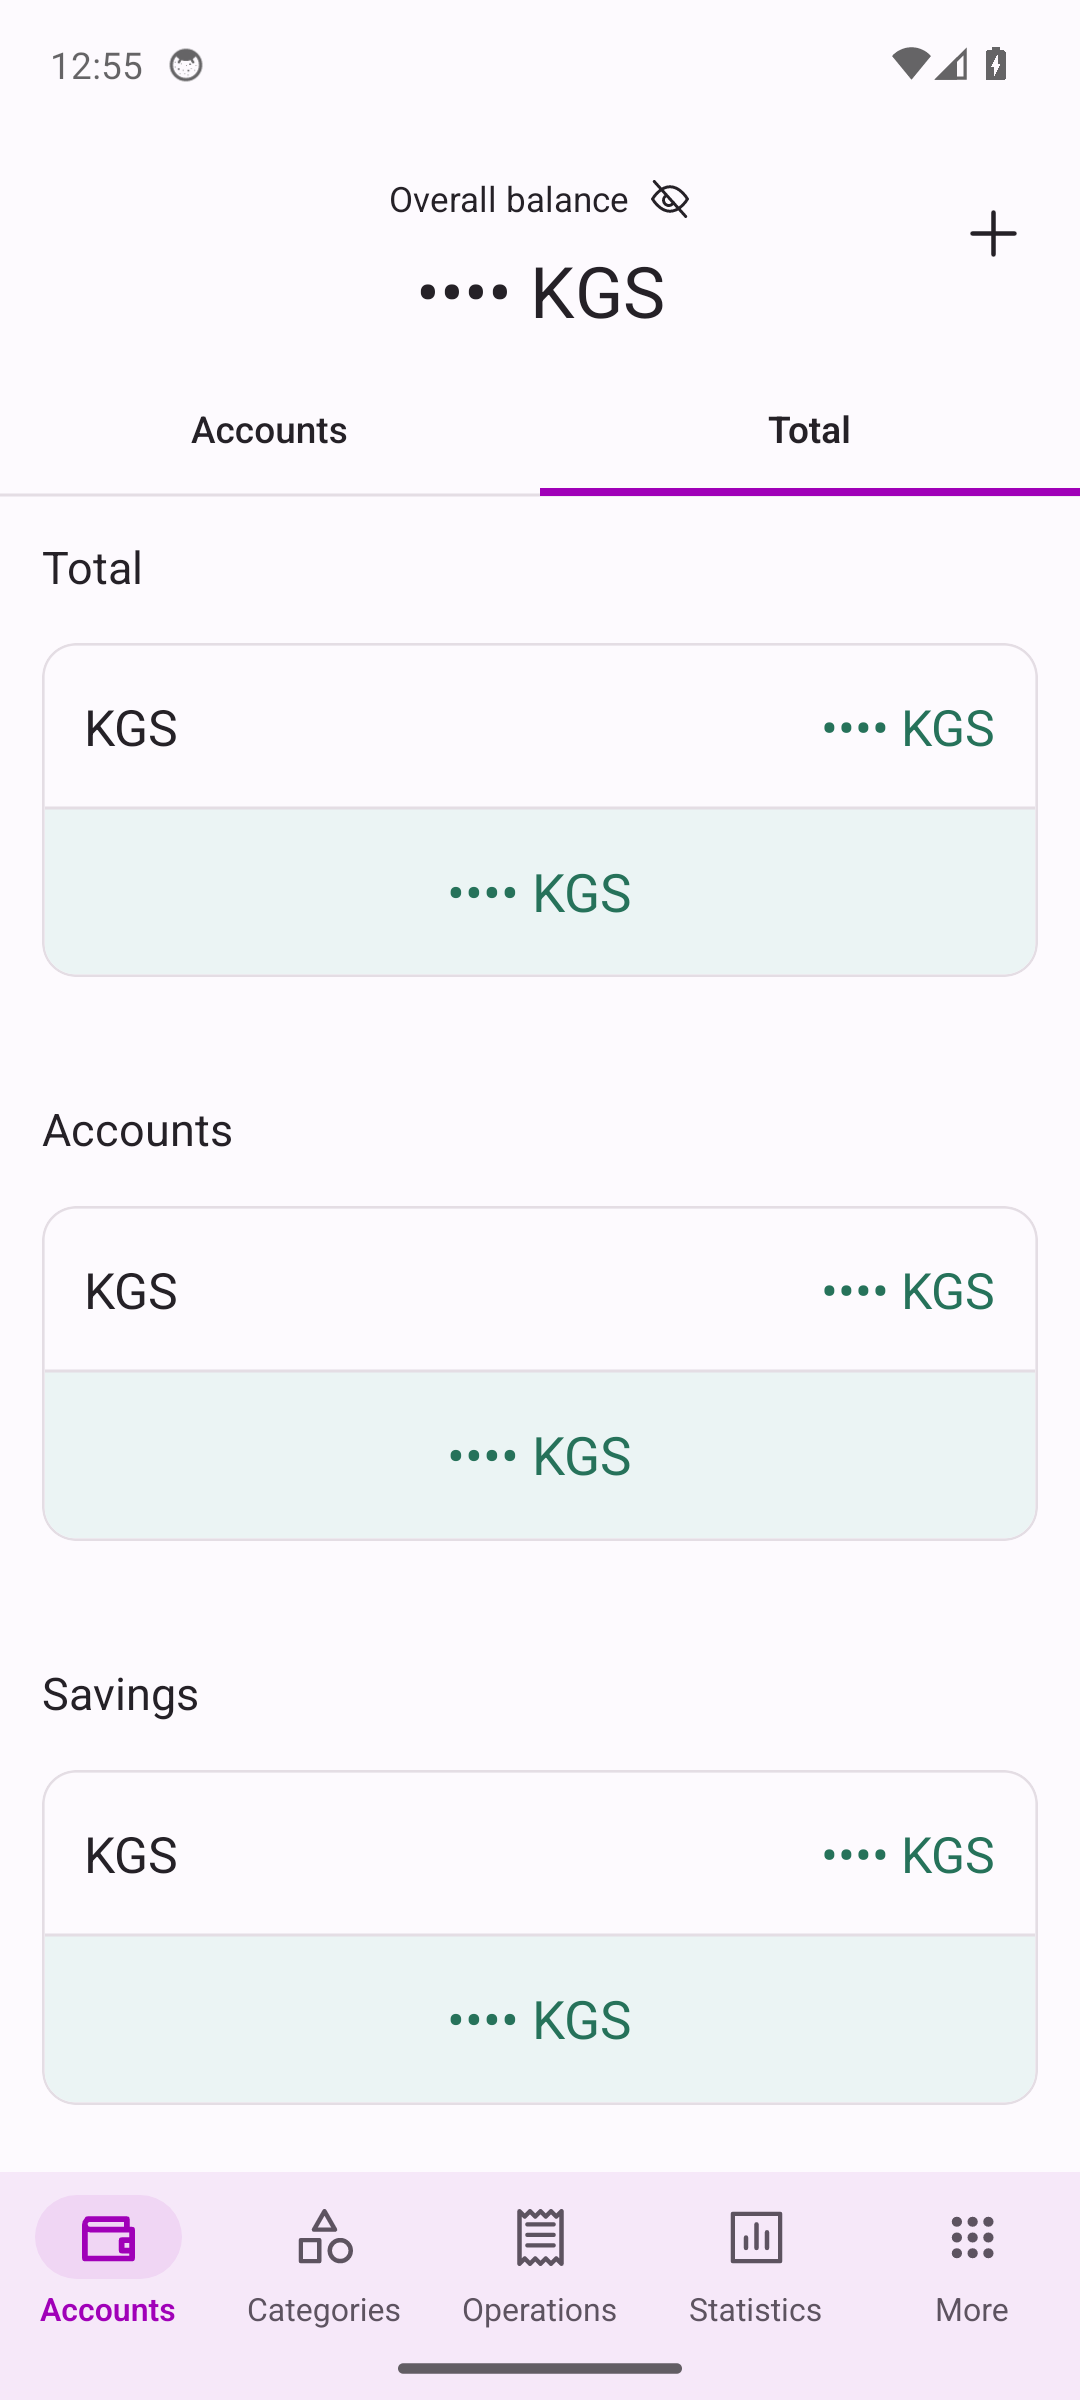 12:55
Overall balance
•••• KGS
Accounts
Total
Total
KGS
•••• KGS
•••• KGS
Accounts
KGS
•••• KGS
•••• KGS
Savings
KGS
•••• KGS
•••• KGS
Accounts
Categories
Operations
Statistics
More